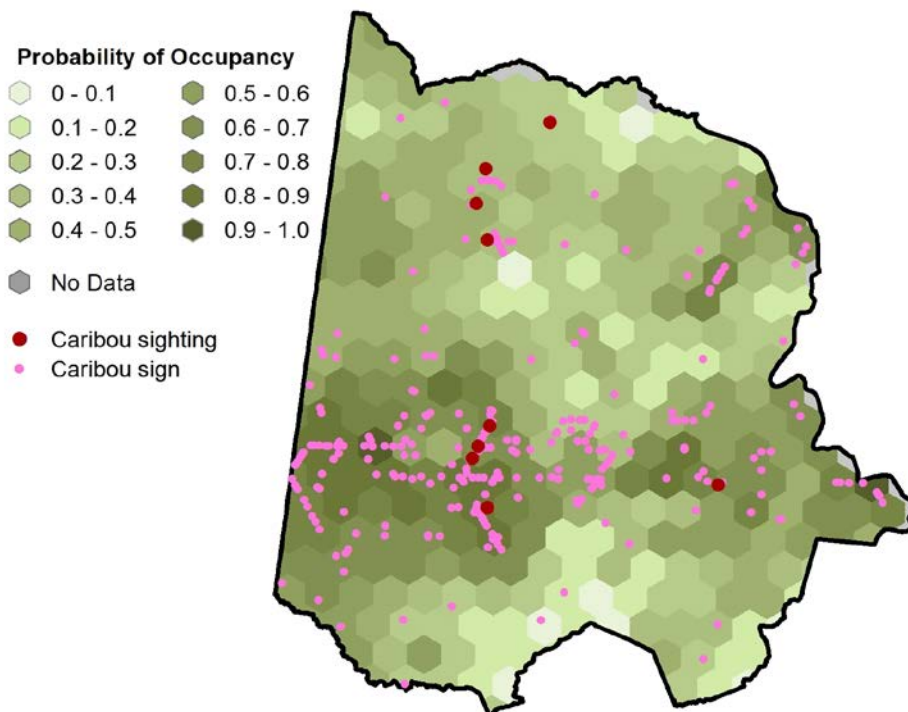 Probability of Occupancy
0 - 0.1
0.1 - 0.2
0.2 - 0.3
0.3 - 0.4
0.4 - 0.5
0.5 - 0.6
0.6 - 0.7
0.7 - 0.8
0.8 - 0.9
0.9 - 1.0
No Data
Caribou sighting
Caribou sign